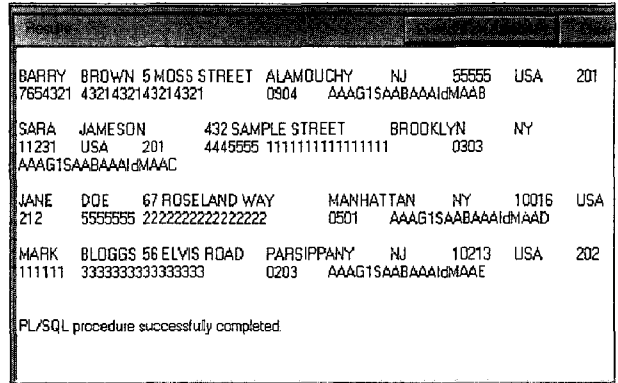 BARRY BROWN 5 MOSS STREET ALAMOUCHY NJ 55555 USA 201
7654321 4321432143214321 0904 AAAG1SAABAAAIdMAAB
SARA JAMESON 432 SAMPLE STREET BROOKLYN NY
11231 USA 201 4445555 1111111111111111 0303
AAAG1SAABAAAIdMAAC
JANE DOE 67 ROSELAND WAY MANHATTAN NY 10016 USA
212 5555555 2222222222222222 0501 AAAG1SAABAAAIdMAAD
MARK BLOGGS 56 ELVIS ROAD PARSIPPANY NJ 10213 USA 202
111111 3333333333333333 0203 AAAG1SAABAAAIdMAAE
PL/SQL procedure successfully completed.